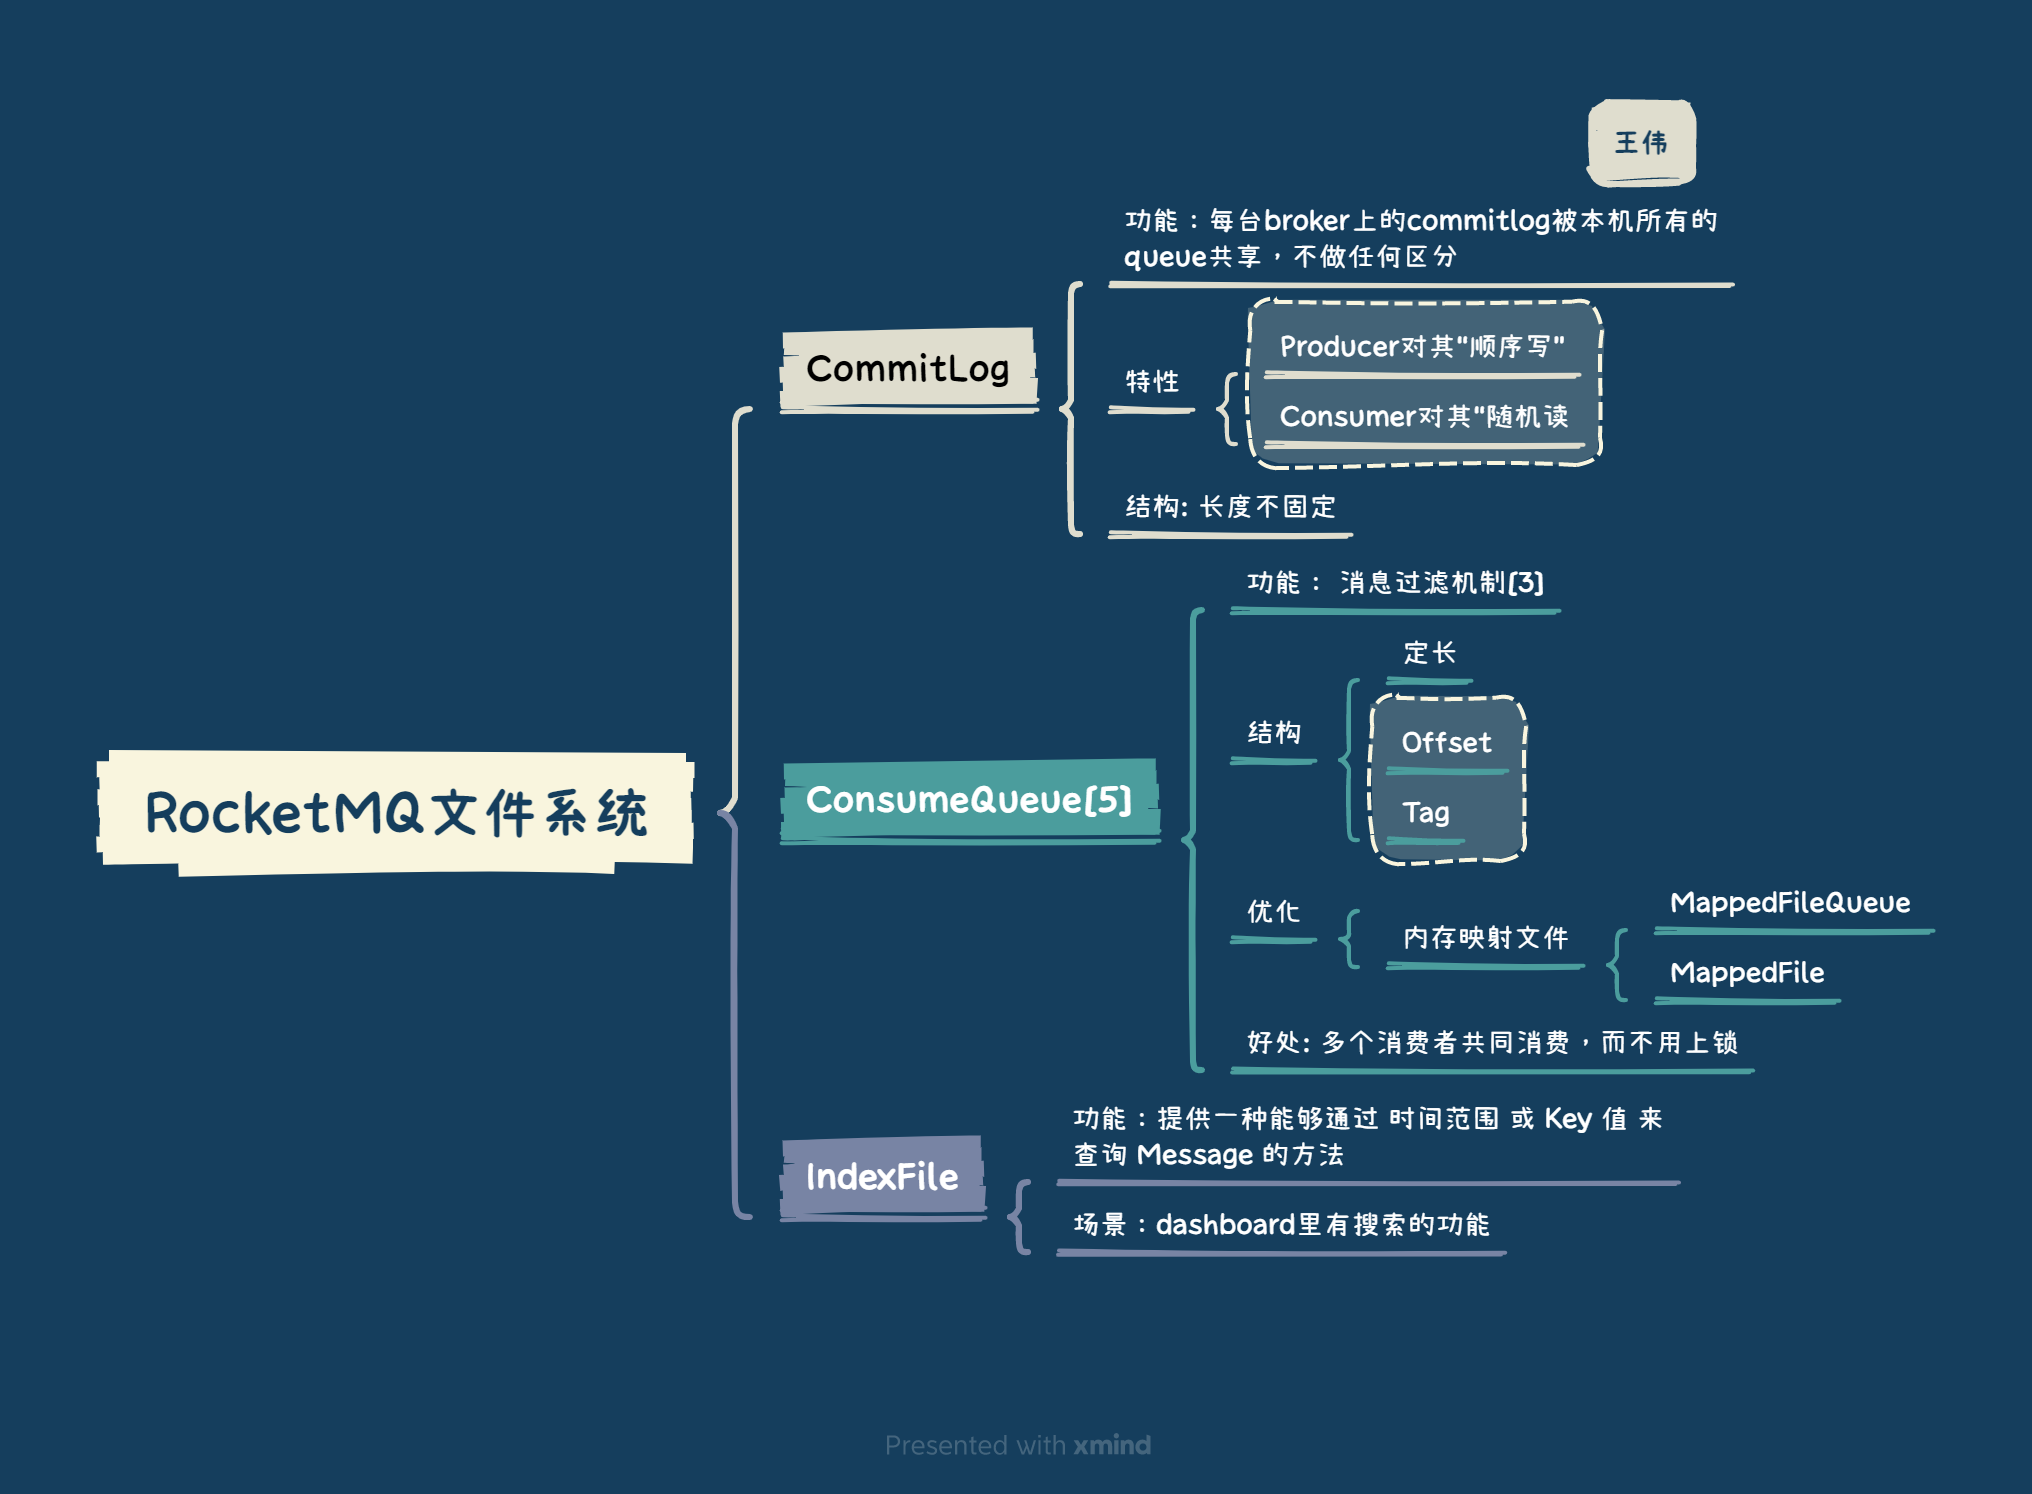 王伟
RocketMQ文件系统
CommitLog
功能：每台broker上的commitlog被本机所有的
queue共享，不做任何区分
特性
Producer对其"顺序写"
Consumer对其"随机读
结构: 长度不固定
ConsumeQueue[5]
功能： 消息过滤机制[3]
结构
定长
Offset
Tag
优化
内存映射文件
MappedFileQueue
MappedFile
好处: 多个消费者共同消费，而不用上锁
IndexFile
功能：提供一种能够通过 时间范围 或 Key 值 来
查询 Message 的方法
场景：dashboard里有搜索的功能
Presented with xmind